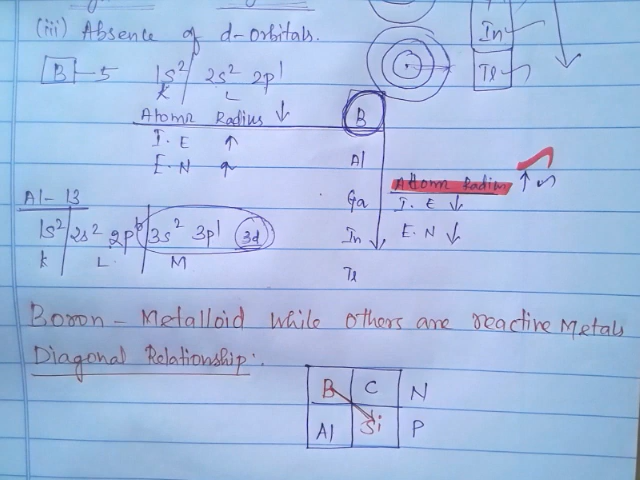 (iii) Absence of d-orbitals.
In
Tl
B - 5 1s² 2s² 2p¹
K L
Atomic Radius ↓ B
I. E ↑
E. N ↑
Al
Atomic Radius ↑
Al - 13 Ga I. E ↓
1s² 2s² 2p⁶ 3s² 3p¹ 3d In E. N ↓
K L M
Tl
Boron - Metalloid while others are reactive Metals
Diagonal Relationship:
B C N
Al Si P